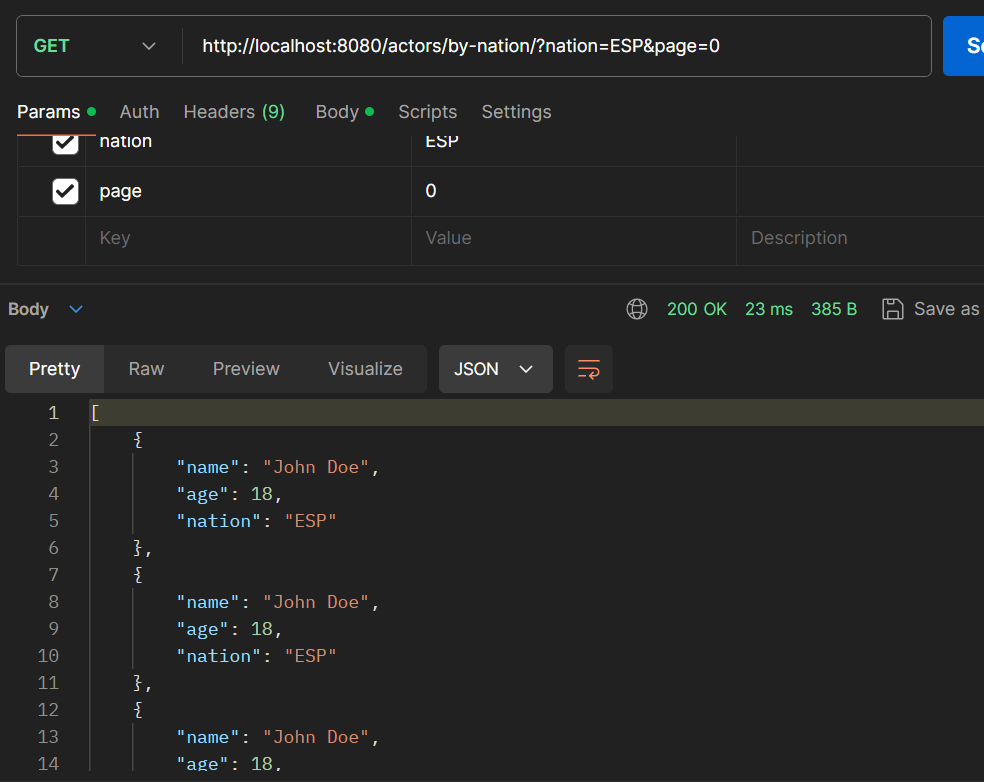 GET http://localhost:8080/actors/by-nation/?nation=ESP&page=0
Params Auth Headers (9) Body Scripts Settings
nation ESP
page 0
Key Value Description
Body 200 OK 23 ms 385 B Save as
Pretty Raw Preview Visualize JSON
1 [
2 {
3 "name": "John Doe",
4 "age": 18,
5 "nation": "ESP"
6 },
7 {
8 "name": "John Doe",
9 "age": 18,
10 "nation": "ESP"
11 },
12 {
13 "name": "John Doe",
14 "age": 18,